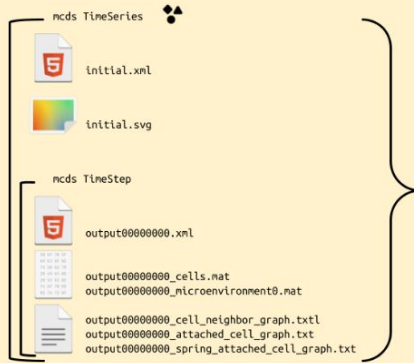 mcds TimeSeries
initial.xml
initial.svg
mcds TimeStep
output00000000.xml
output00000000_cells.mat
output00000000_microenvironment0.mat
output00000000_cell_neighbor_graph.txtl
output00000000_attached_cell_graph.txt
output00000000_spring_attached_cell_graph.txt